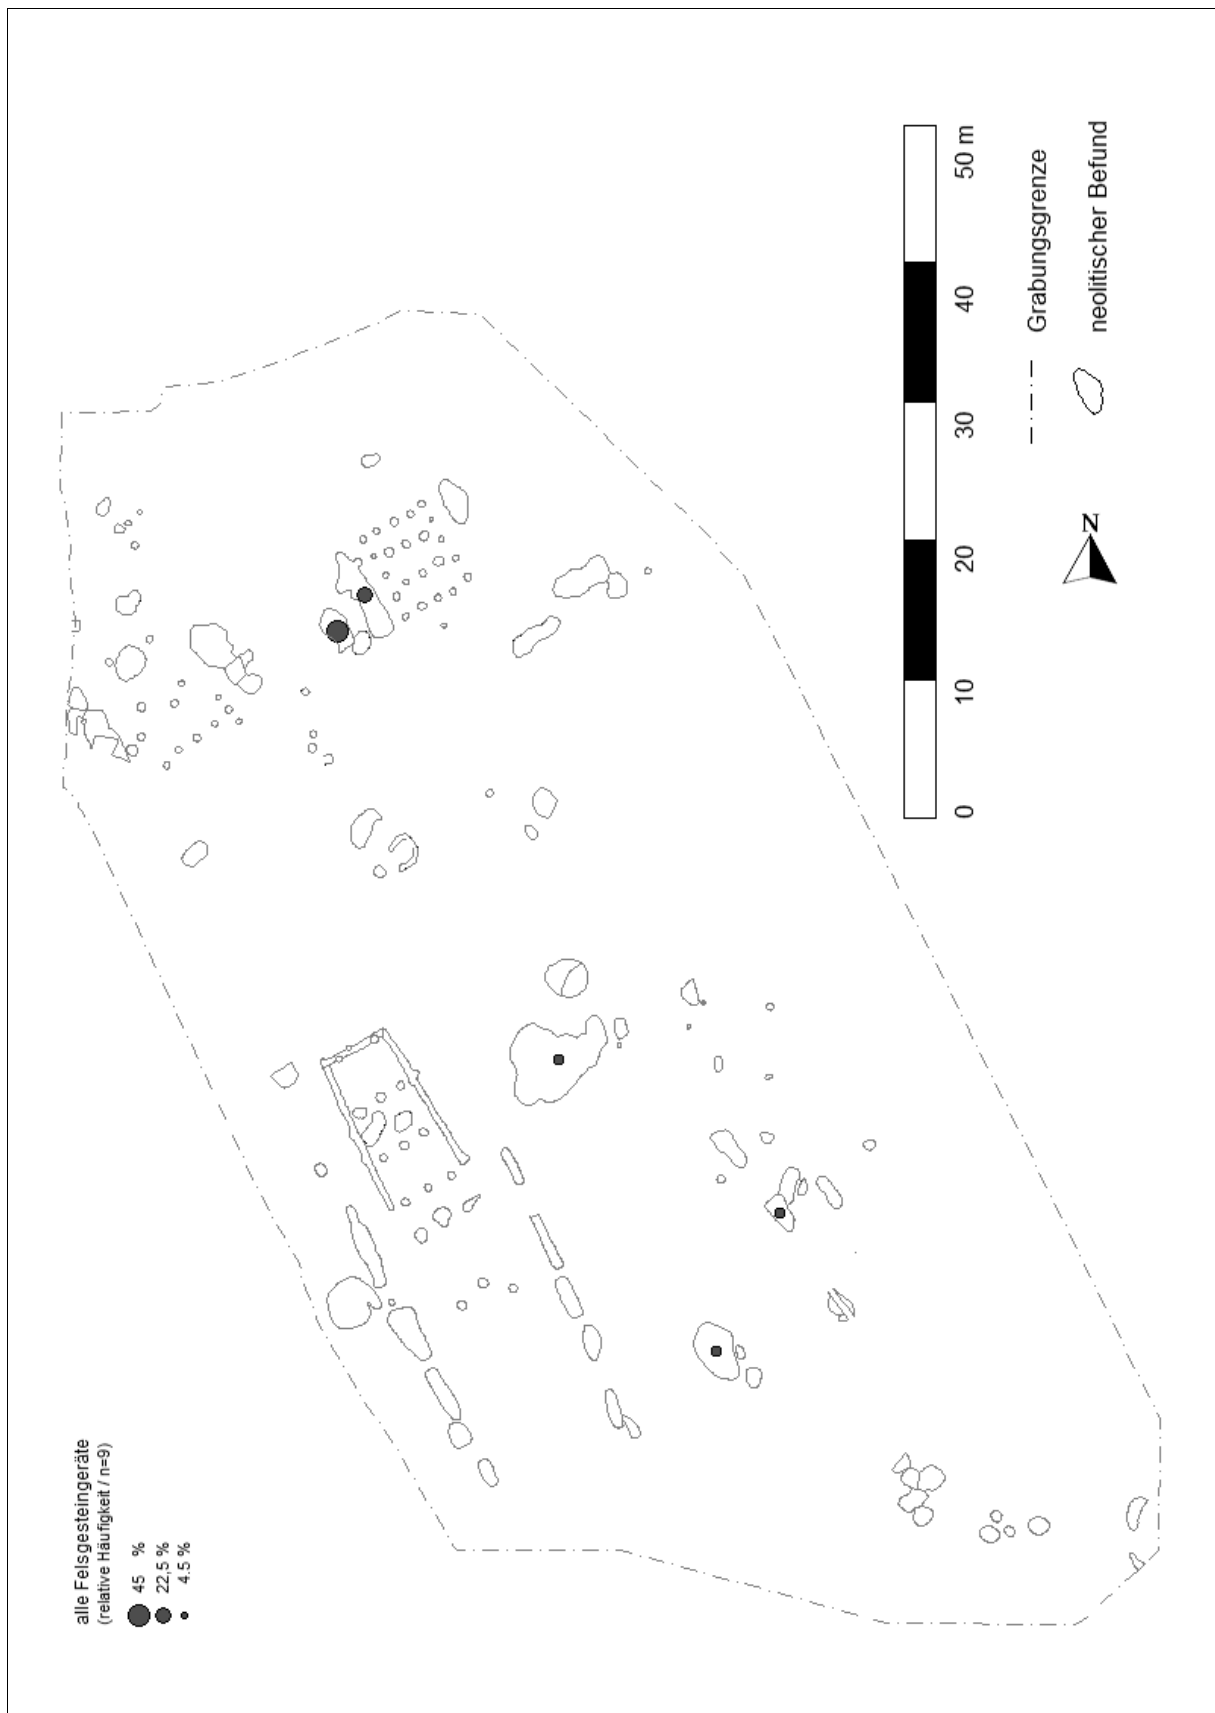 alle Felsgesteingeräte
(relative Häufigkeit / n=9)
45 %
22,5 %
4.5 %
0
10
20
30
40
50 m
Grabungsgrenze
neolitischer Befund
N